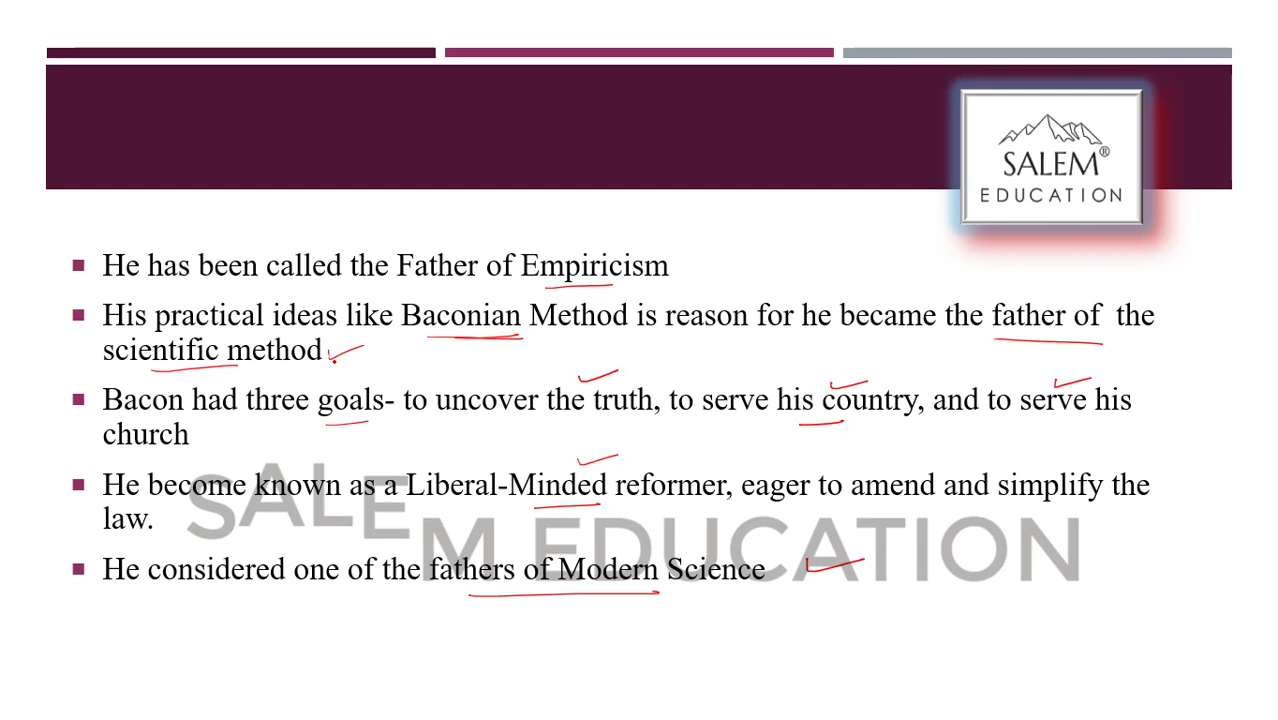 SALEM®
EDUCATION
He has been called the Father of Empiricism
His practical ideas like Baconian Method is reason for he became the father of the
scientific method
Bacon had three goals- to uncover the truth, to serve his country, and to serve his
church
He become known as a Liberal-Minded reformer, eager to amend and simplify the
law.
He considered one of the fathers of Modern Science
SALEM EDUCATION